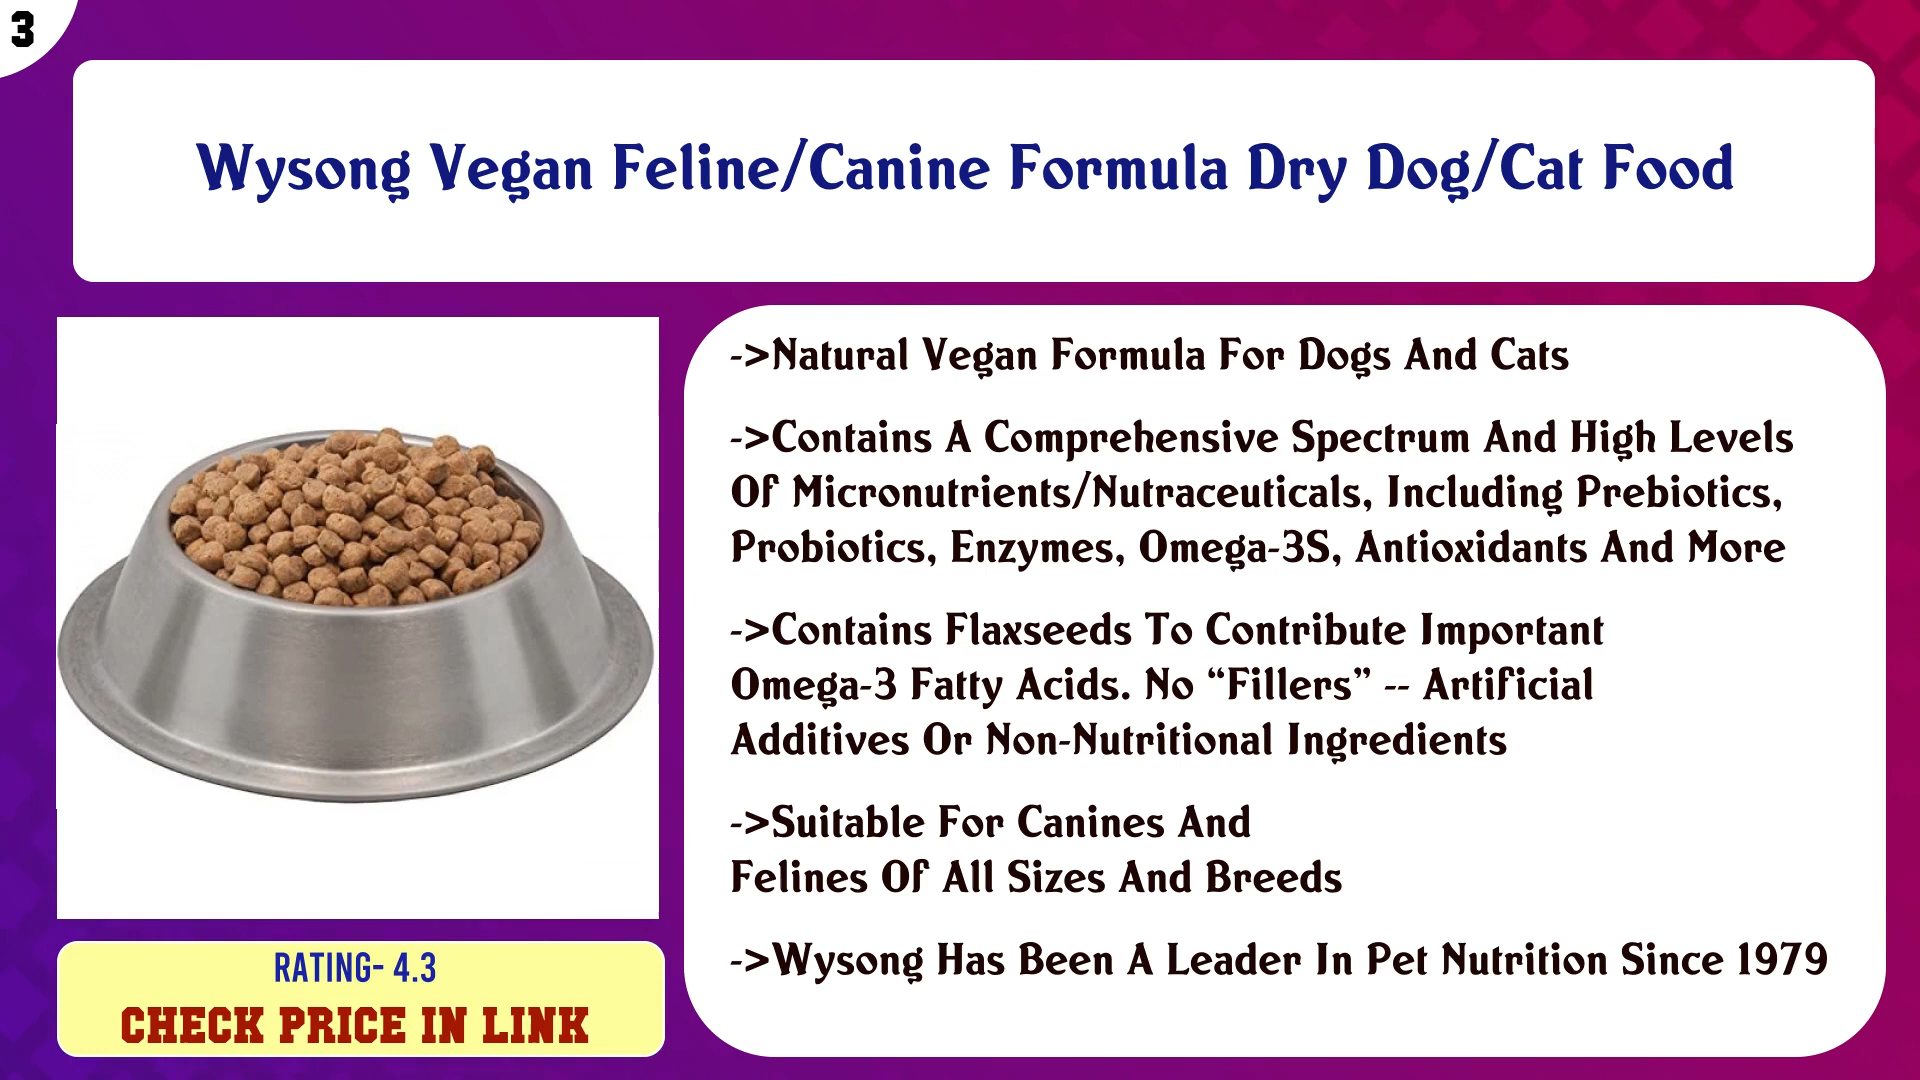 3
Wysong Vegan Feline/Canine Formula Dry Dog/Cat Food
->Natural Vegan Formula For Dogs And Cats
->Contains A Comprehensive Spectrum And High Levels
Of Micronutrients/Nutraceuticals, Including Prebiotics,
Probiotics, Enzymes, Omega-3S, Antioxidants And More
->Contains Flaxseeds To Contribute Important
Omega-3 Fatty Acids. No “Fillers” -- Artificial
Additives Or Non-Nutritional Ingredients
->Suitable For Canines And
Felines Of All Sizes And Breeds
->Wysong Has Been A Leader In Pet Nutrition Since 1979
RATING- 4.3
CHECK PRICE IN LINK